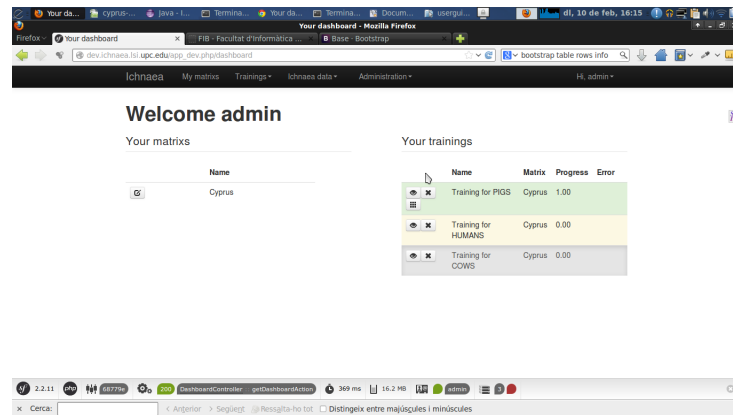 Your da... cyprus-... java - l... Termina... Your da... Termina... Docum... usergui... dl, 10 de feb, 16:15
Your dashboard - Mozilla Firefox
Firefox Your dashboard × FIB - Facultat d'Informàtica ... × B Base · Bootstrap ×
dev.ichnaea.lsi.upc.edu/app_dev.php/dashboard bootstrap table rows info
Ichnaea My matrixs Trainings Ichnaea data Administration Hi, admin
Welcome admin
Your matrixs Your trainings
Name Name Matrix Progress Error
Cyprus Training for PIGS Cyprus 1.00
Training for HUMANS Cyprus 0.00
Training for COWS Cyprus 0.00
sf 2.2.11 php 68779e 200 DashboardController :: getDashboardAction 369 ms 16.2 MB admin 3
× Cerca: < Anterior > Següent Ressalta-ho tot Distingeix entre majúscules i minúscules